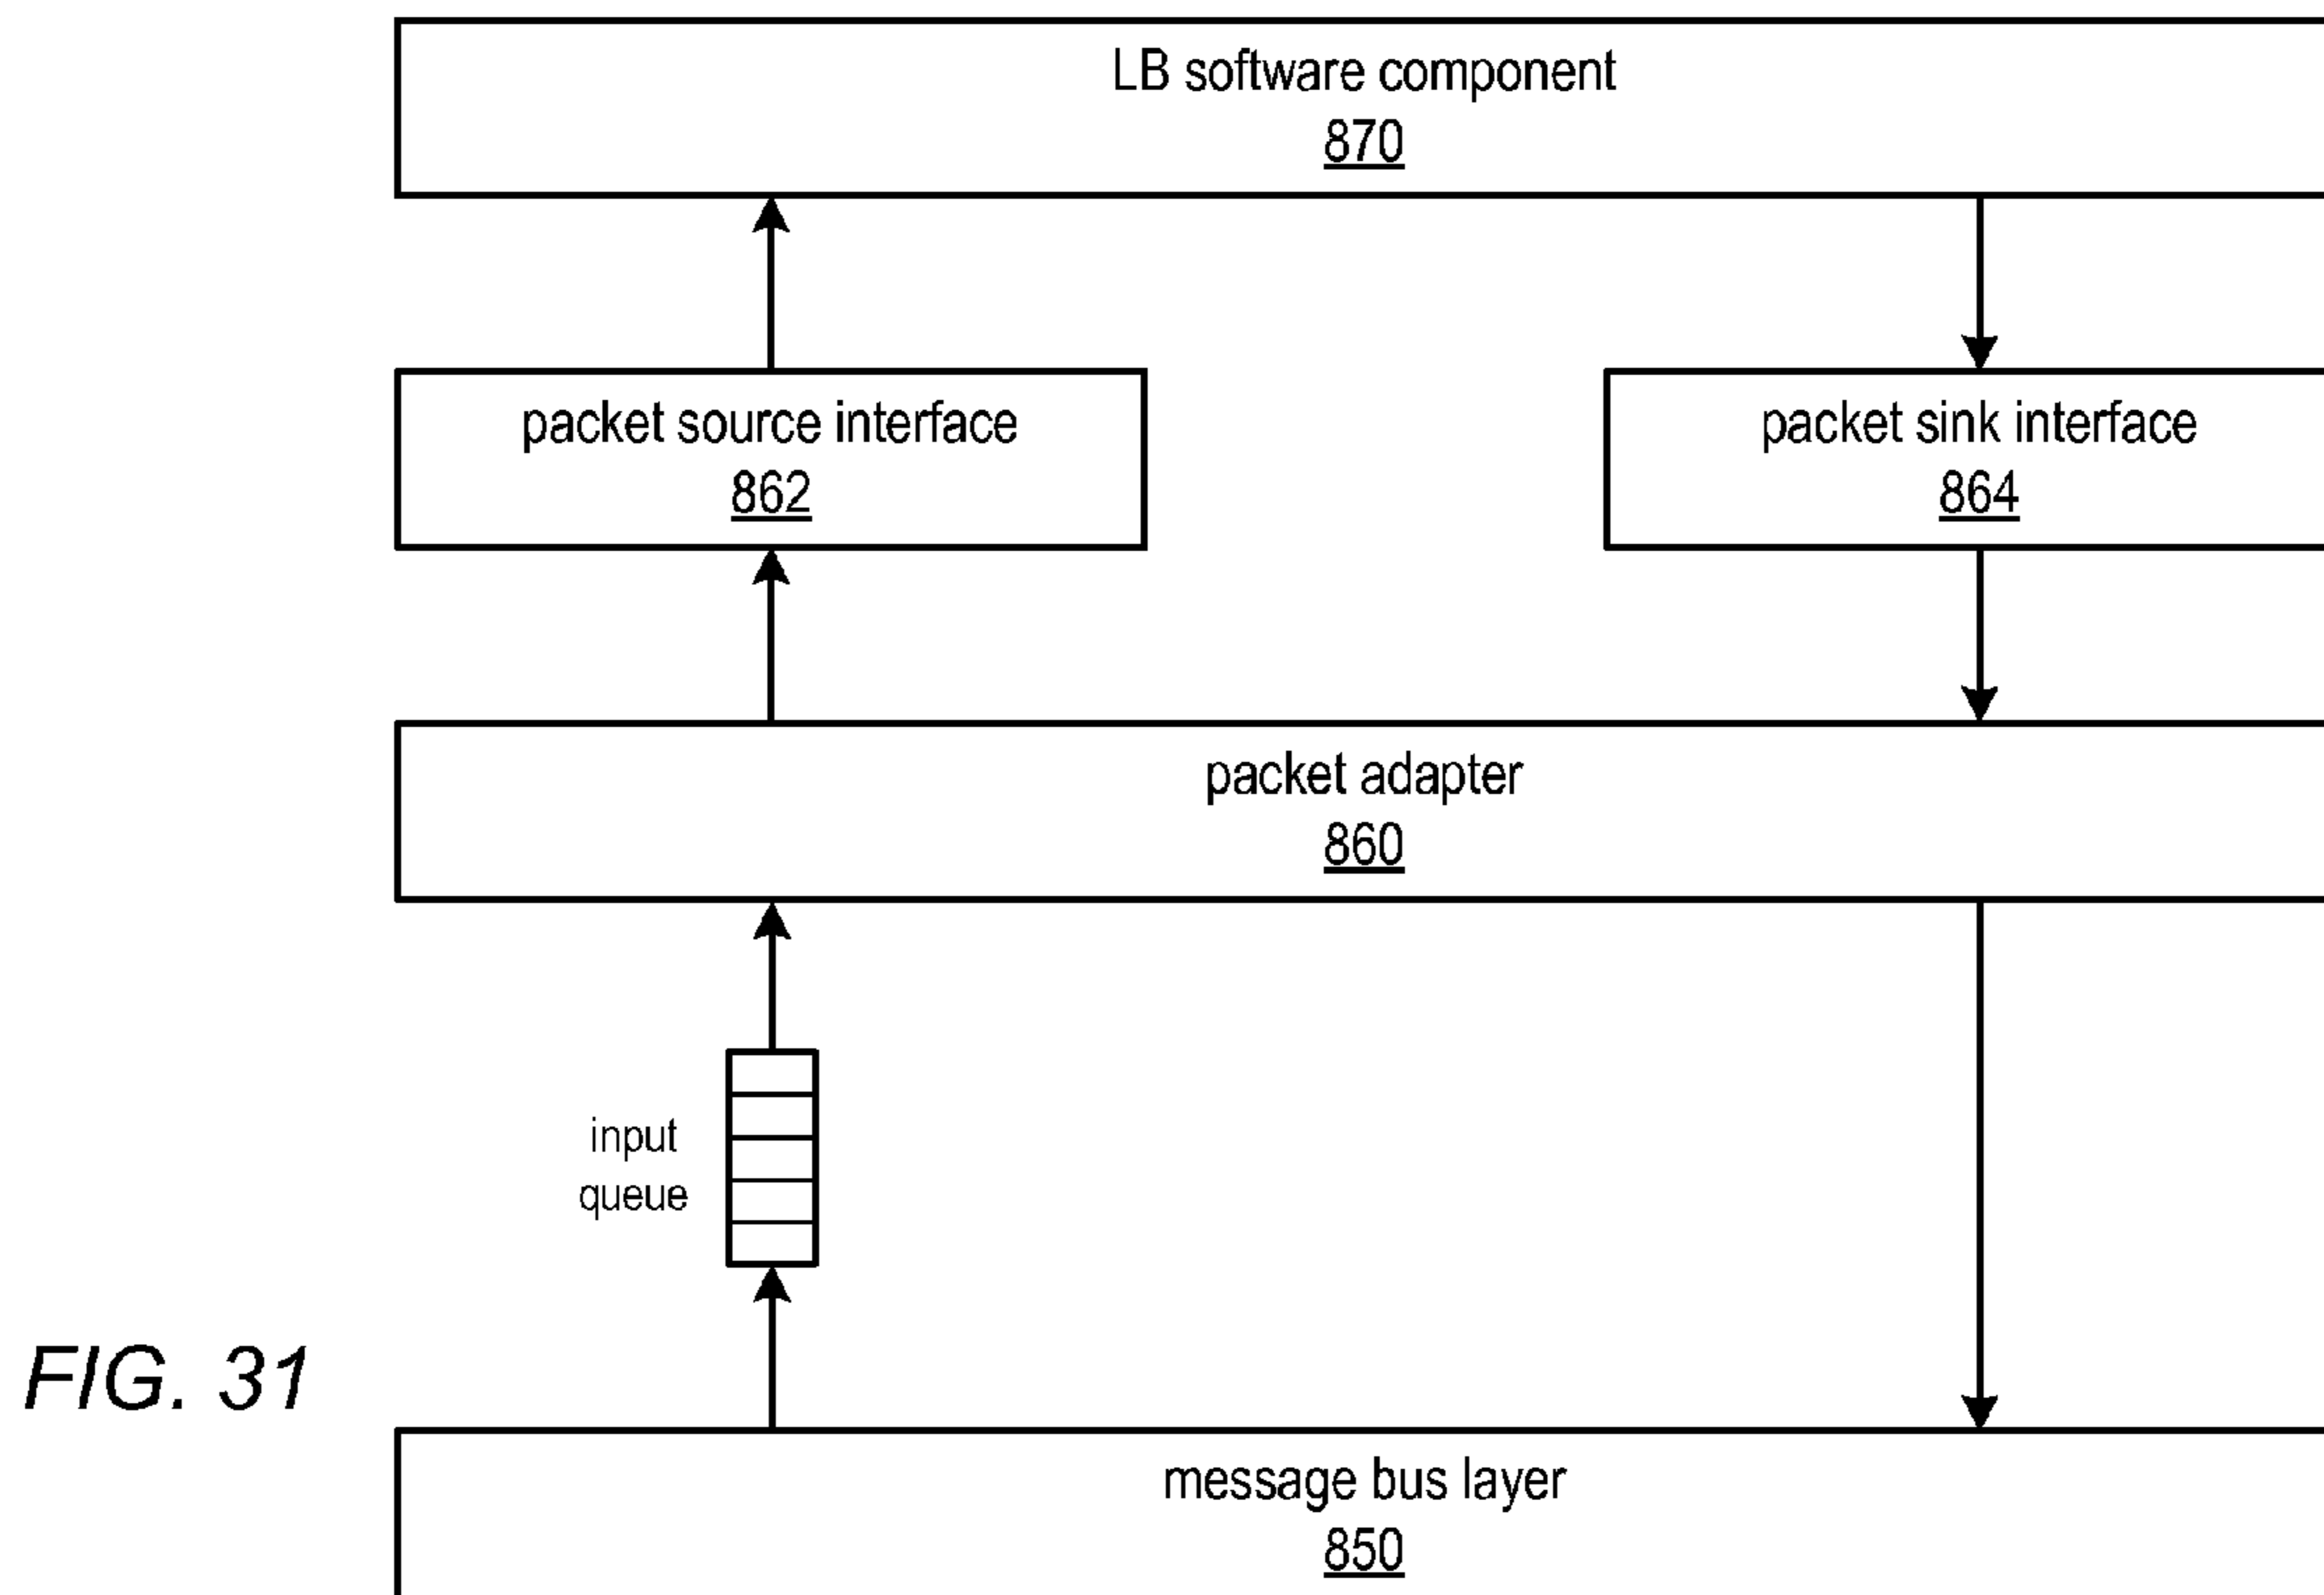 LB software component
870
packet source interface
862
packet sink interface
864
packet adapter
860
input
queue
FIG. 31
message bus layer
850